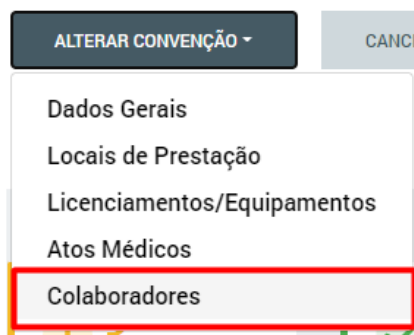 ALTERAR CONVENÇÃO
Dados Gerais
Locais de Prestação
Licenciamentos/Equipamentos
Atos Médicos
Colaboradores